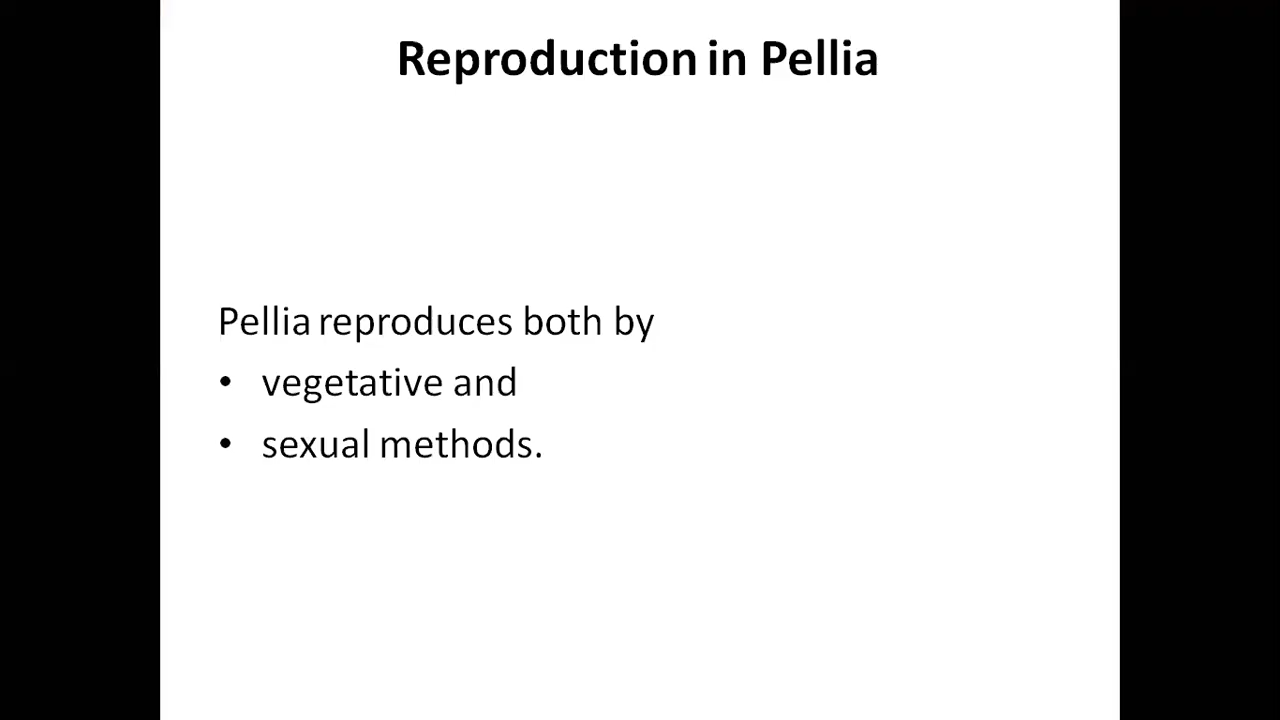 Reproduction in Pellia
Pellia reproduces both by
• vegetative and
• sexual methods.